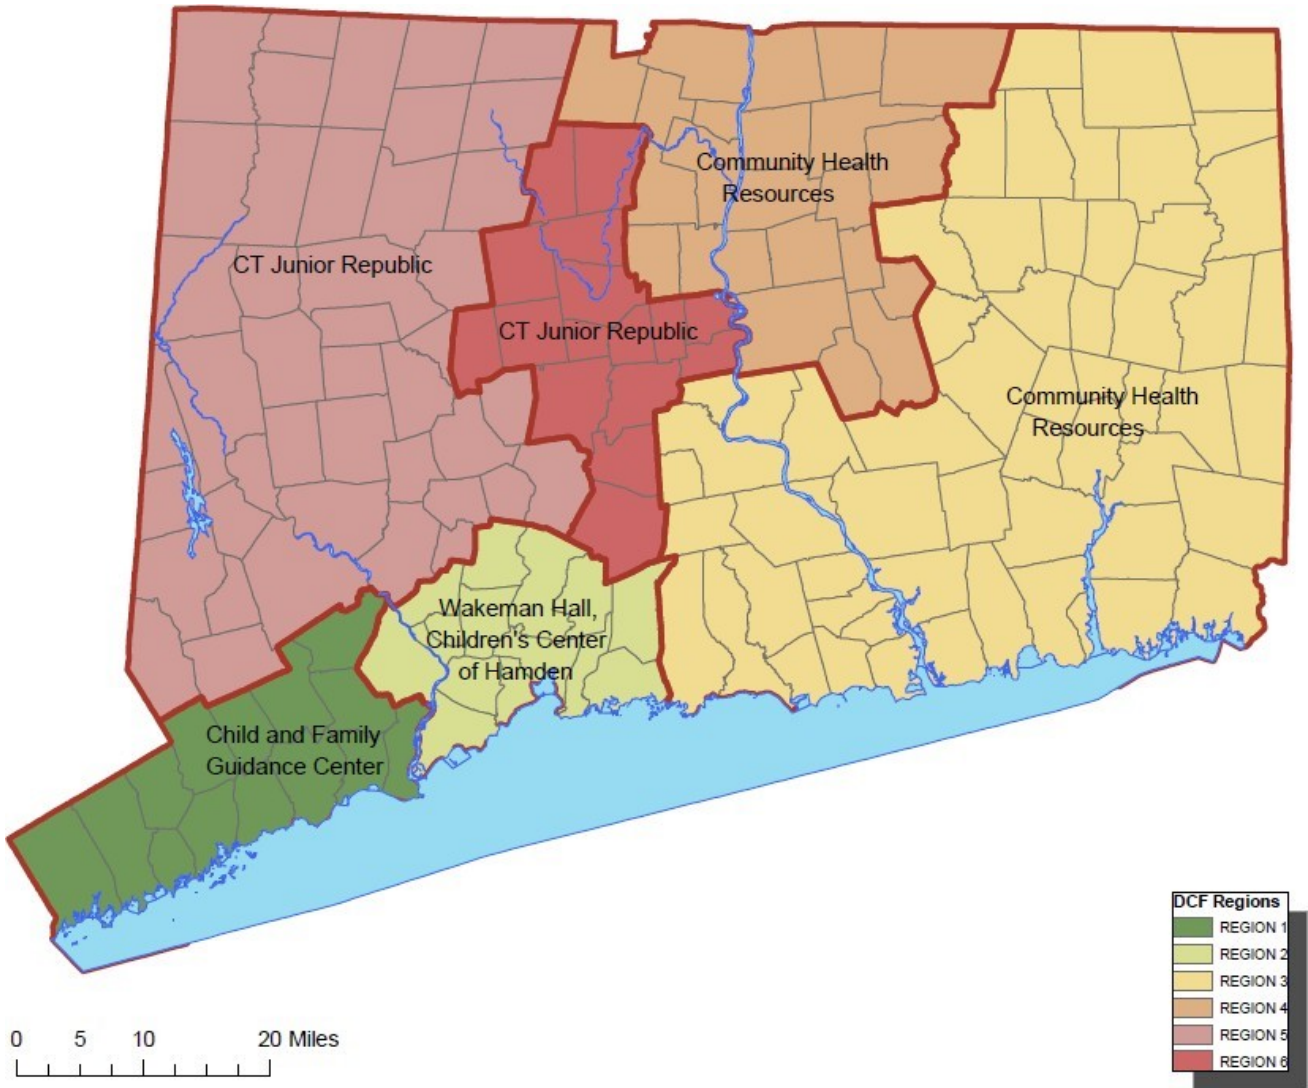 Community Health
Resources
CT Junior Republic
CT Junior Republic
Community Health
Resources
Wakeman Hall,
Children's Center
of Hamden
Child and Family
Guidance Center
DCF Regions
REGION 1
REGION 2
REGION 3
REGION 4
REGION 5
REGION 6
0 5 10 20 Miles